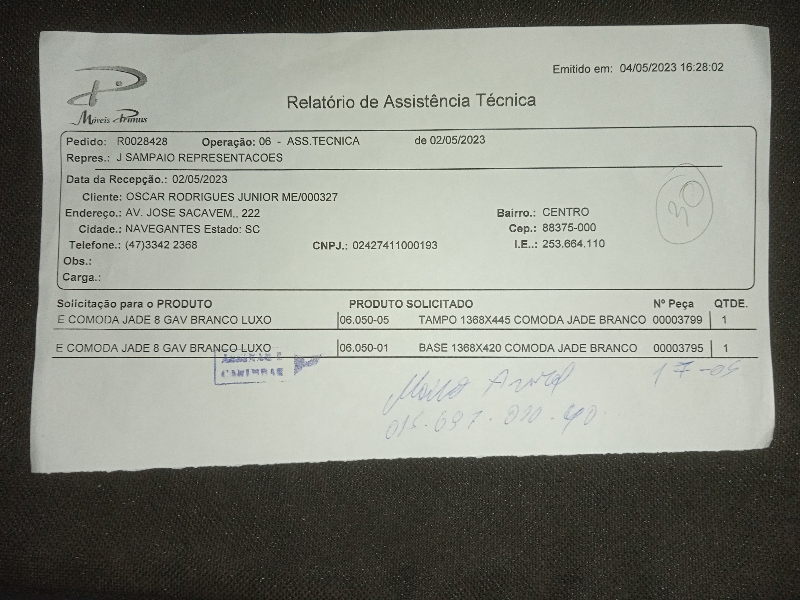 Emitido em: 04/05/2023 16:28:02
Móveis Primus
Relatório de Assistência Técnica
Pedido: R0028428 Operação: 06 - ASS.TECNICA de 02/05/2023
Repres.: J SAMPAIO REPRESENTACOES
Data da Recepção.: 02/05/2023
Cliente: OSCAR RODRIGUES JUNIOR ME/000327
30
Endereço.: AV. JOSE SACAVEM,, 222 Bairro.: CENTRO
Cidade.: NAVEGANTES Estado: SC Cep.: 88375-000
Telefone.: (47)3342 2368 CNPJ.: 02427411000193 I.E..: 253.664.110
Obs.:
Carga.:
Solicitação para o PRODUTO PRODUTO SOLICITADO Nº Peça QTDE.
E COMODA JADE 8 GAV BRANCO LUXO 06.050-05 TAMPO 1368X445 COMODA JADE BRANCO 00003799 1
E COMODA JADE 8 GAV BRANCO LUXO 06.050-01 BASE 1368X420 COMODA JADE BRANCO 00003795 1
CARIMBAR
17-05